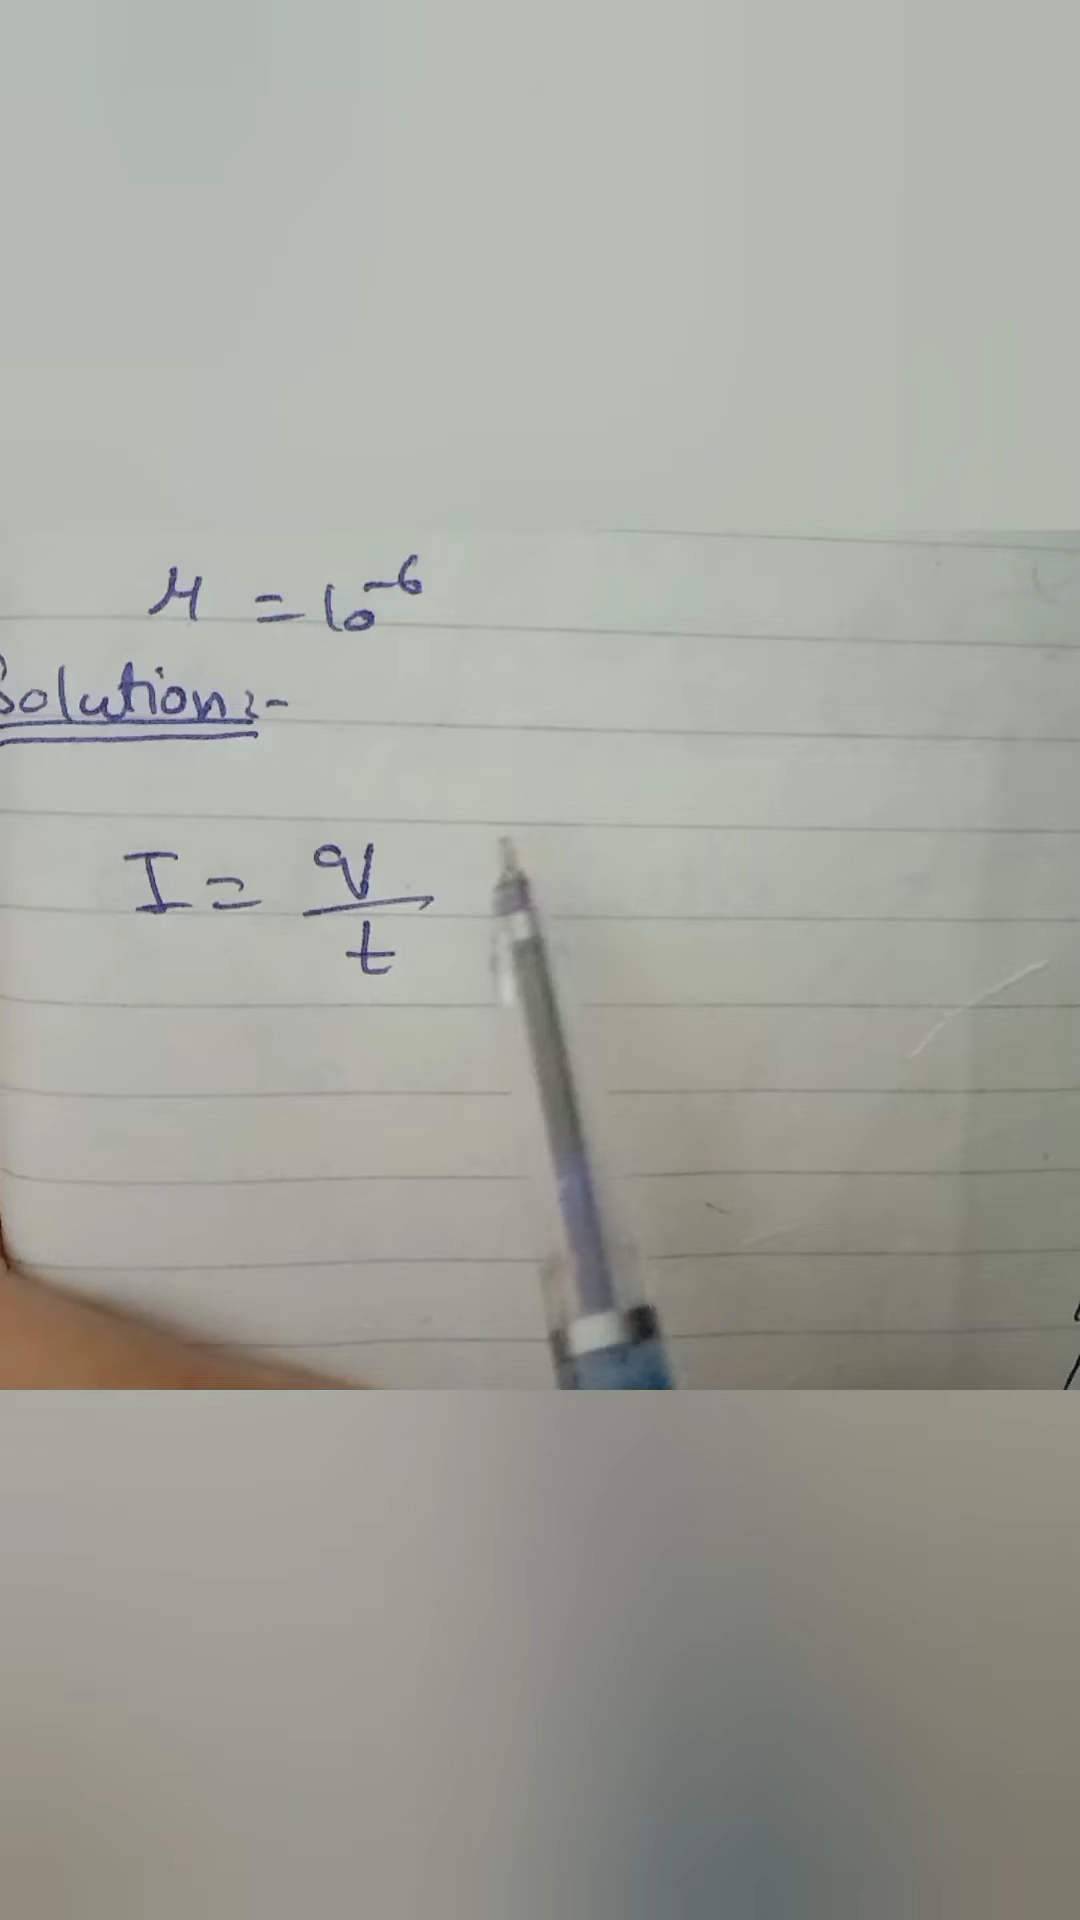 μ = 10⁻⁶
Solution:-
I = q/t